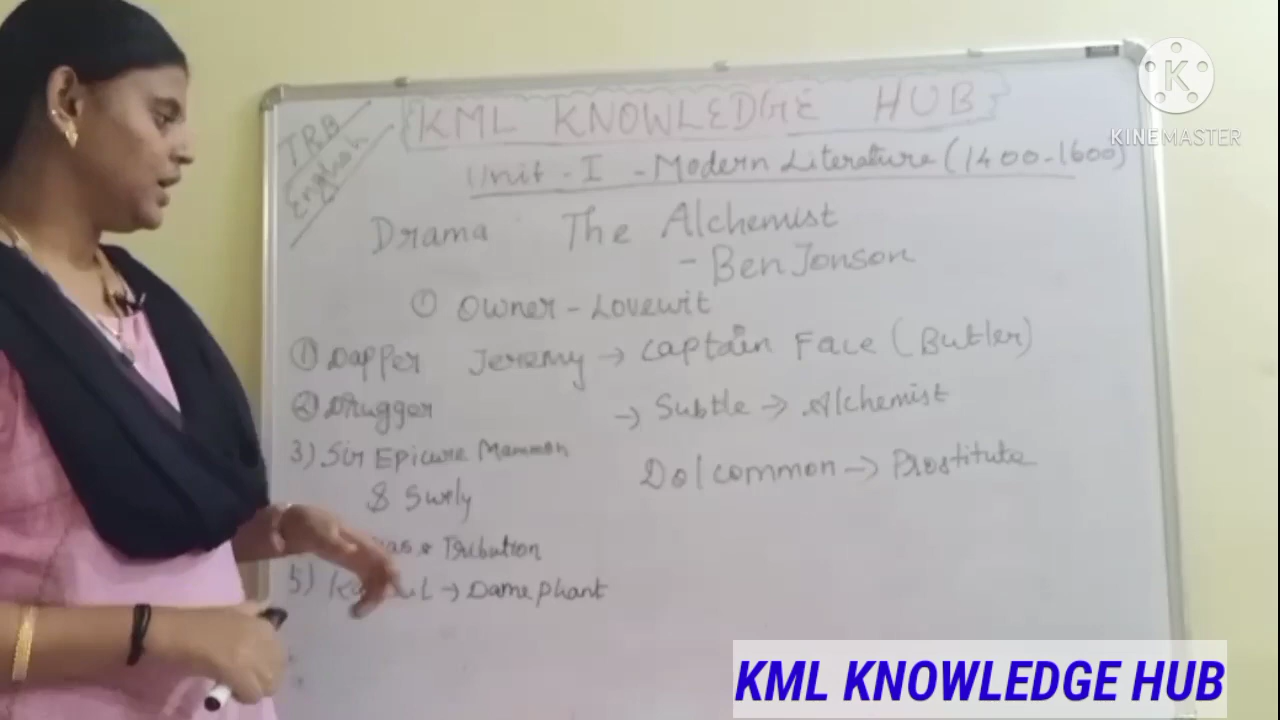 K
KINEMASTER
TRB
English
KML KNOWLEDGE HUB
Unit - I - Modern Literature (1400-1600)
Drama The Alchemist
- Ben Jonson
① Owner - Lovewit
① Dapper Jeremy → Captain Face (Butler)
② Drugger → Subtle → Alchemist
3) Sir Epicure Mammon
Dol common → Prostitute
& Surly
Tribution
5) → Dame Phant
KML KNOWLEDGE HUB